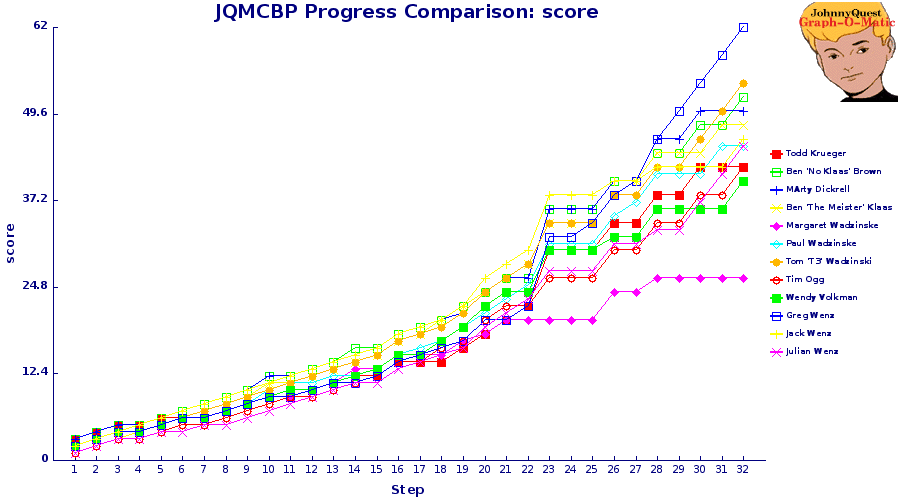 JQMCBP Progress Comparison: score
JohnnyQuest
Graph-O-Matic
62
49.6
37.2
24.8
12.4
0
score
1 2 3 4 5 6 7 8 9 10 11 12 13 14 15 16 17 18 19 20 21 22 23 24 25 26 27 28 29 30 31 32
Step
Todd Krueger
Ben 'No Klaas' Brown
MArty Dickrell
Ben 'The Meister' Klaas
Margaret Wadzinske
Paul Wadzinske
Tom 'T3' Wadzinski
Tim Ogg
Wendy Volkman
Greg Wenz
Jack Wenz
Julian Wenz